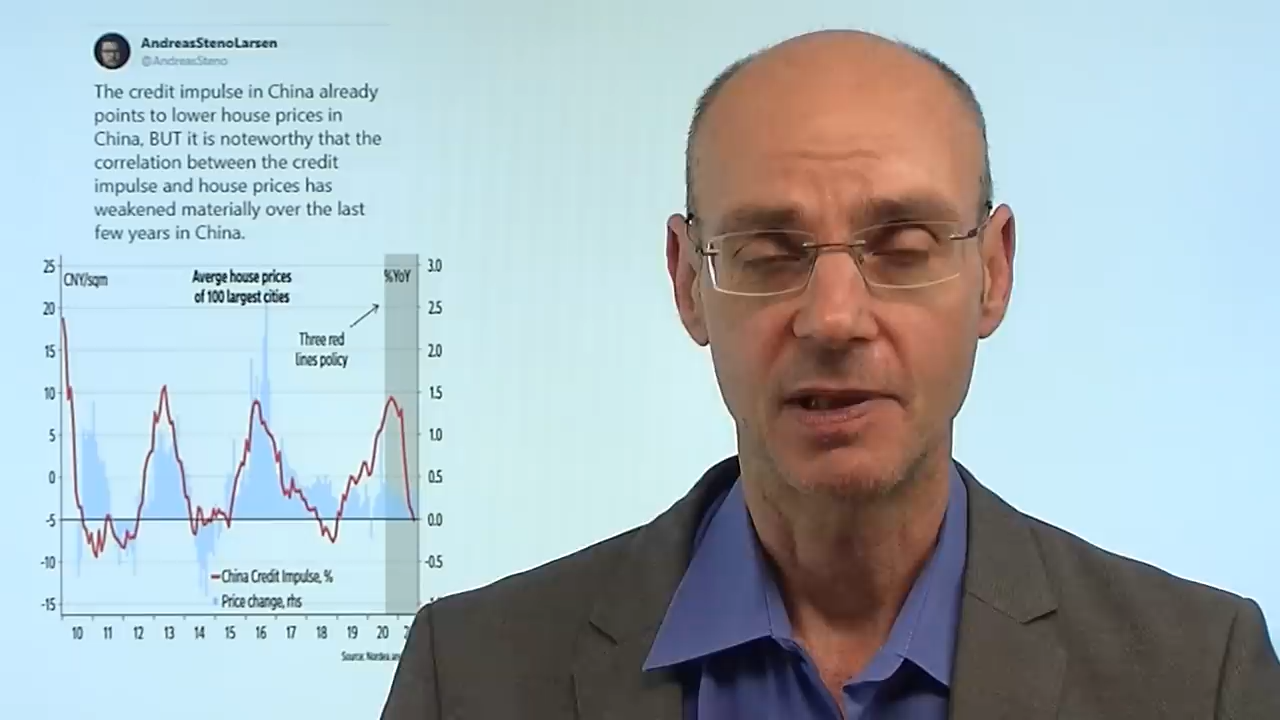 AndreasStenoLarsen
@AndreasSteno
The credit impulse in China already
points to lower house prices in
China, BUT it is noteworthy that the
correlation between the credit
impulse and house prices has
weakened materially over the last
few years in China.
25
CNY/sqm
Averge house prices
of 100 largest cities
%YoY
3.0
20
2.5
Three red
lines policy
15
2.0
10
1.5
5
1.0
0
0.5
-5
0.0
-10
-0.5
China Credit Impulse, %
-15
Price change, rhs
10 11 12 13 14 15 16 17 18 19 20
Source: Nordea